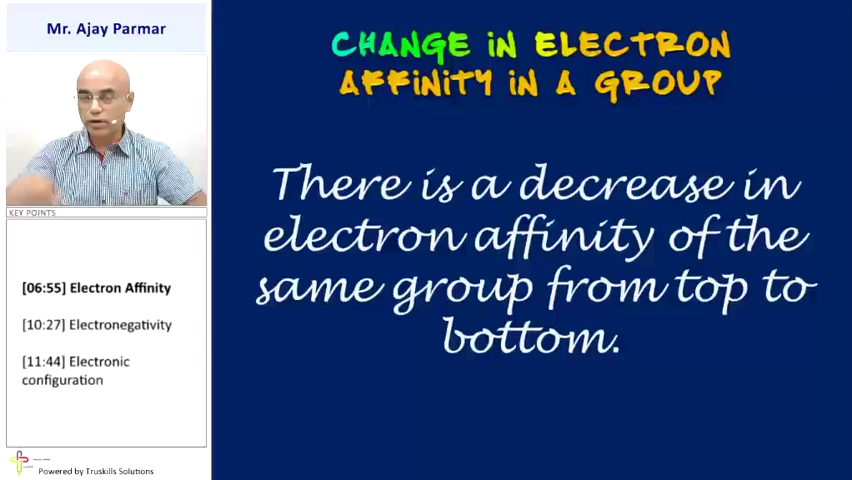 Mr. Ajay Parmar
CHANGE IN ELECTRON
AFFINITY IN A GROUP
There is a decrease in
electron affinity of the
same group from top to
bottom.
KEY POINTS
[06:55] Electron Affinity
[10:27] Electronegativity
[11:44] Electronic
configuration
Powered by Truskills Solutions